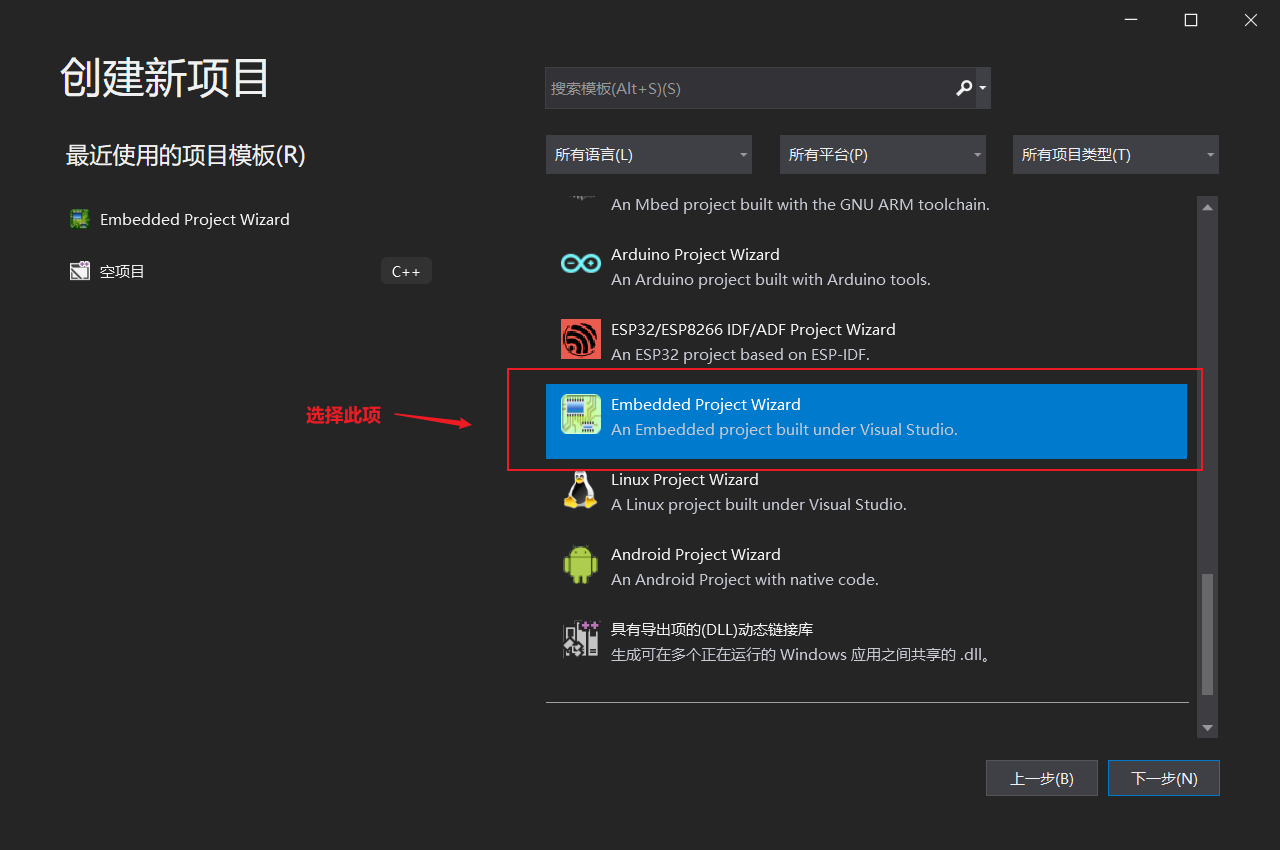 创建新项目
最近使用的项目模板(R)
Embedded Project Wizard
空项目
C++
搜索模板(Alt+S)(S)
所有语言(L)
所有平台(P)
所有项目类型(T)
An Mbed project built with the GNU ARM toolchain.
Arduino Project Wizard
An Arduino project built with Arduino tools.
ESP32/ESP8266 IDF/ADF Project Wizard
An ESP32 project based on ESP-IDF.
选择此项
Embedded Project Wizard
An Embedded project built under Visual Studio.
Linux Project Wizard
A Linux project built under Visual Studio.
Android Project Wizard
An Android Project with native code.
具有导出项的(DLL)动态链接库
生成可在多个正在运行的 Windows 应用之间共享的 .dll。
上一步(B)
下一步(N)